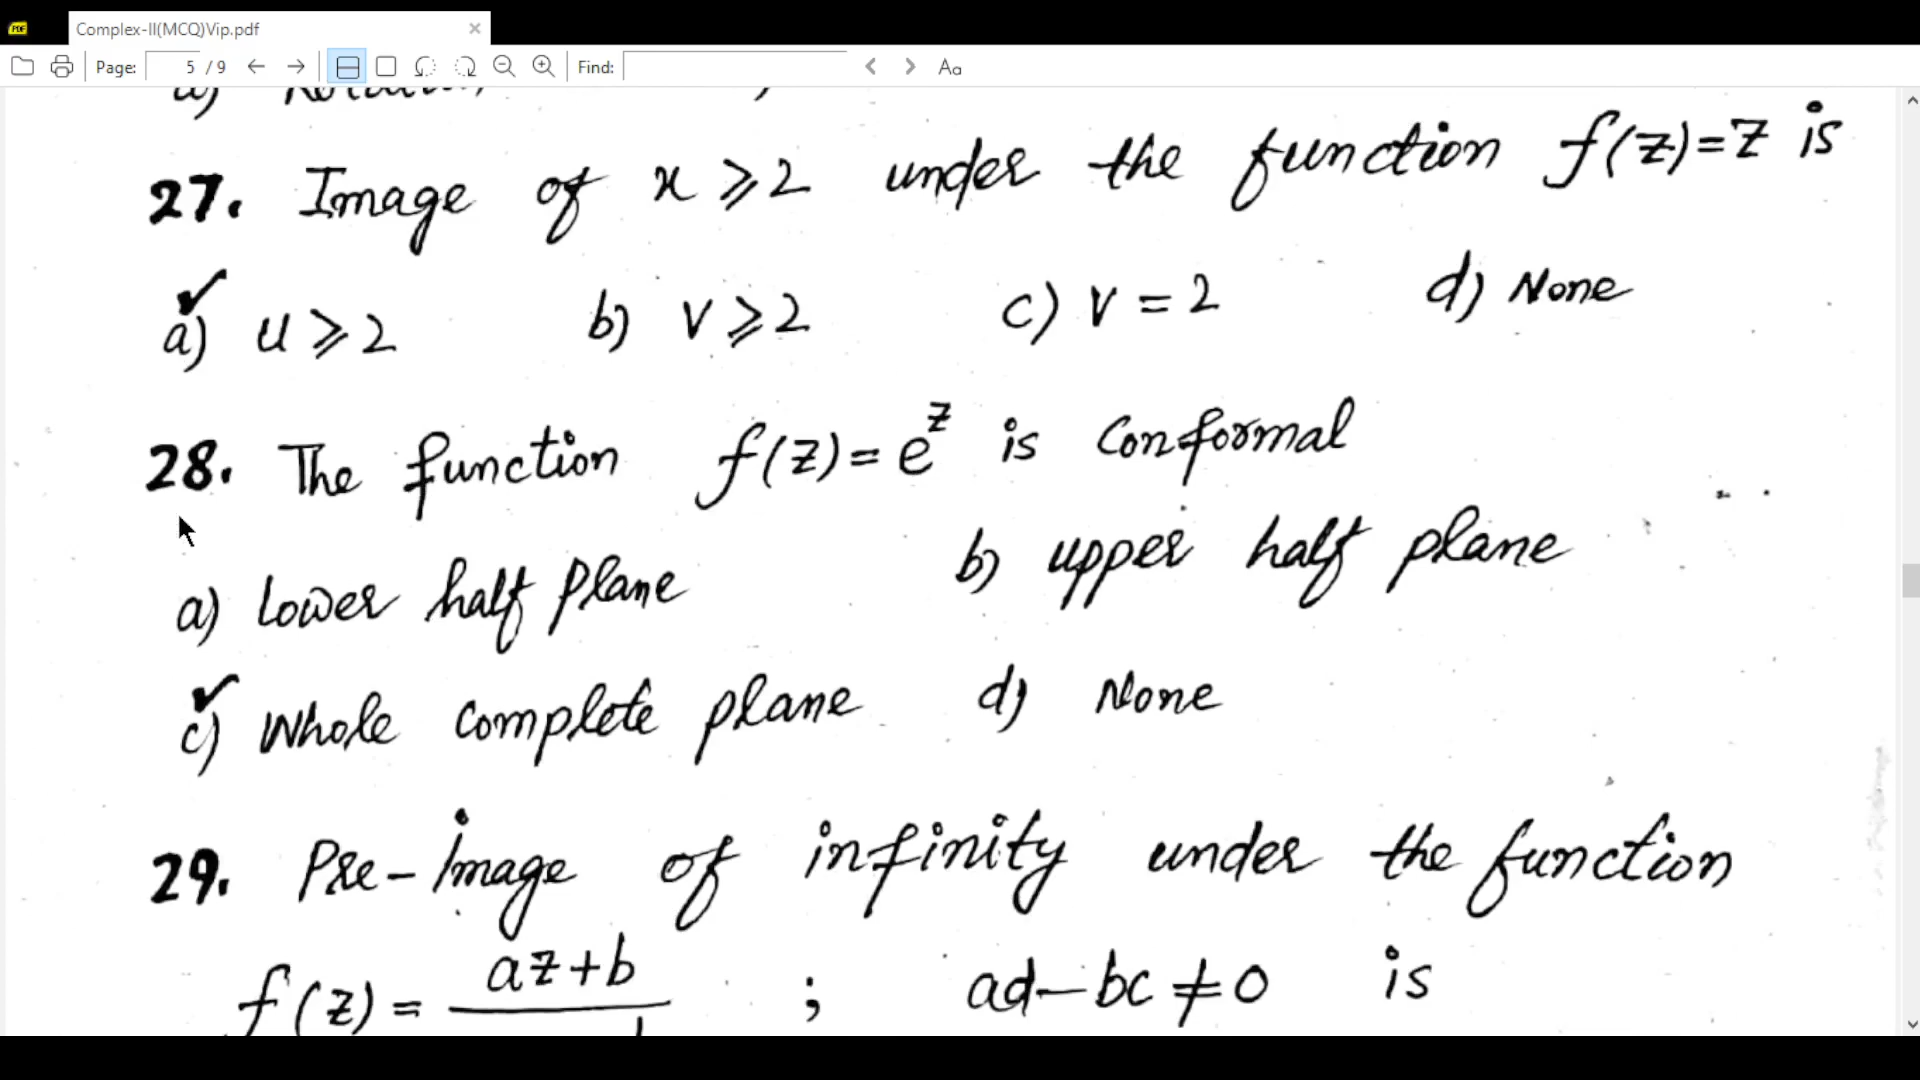 PDF
Complex-II(MCQ)Vip.pdf
Page: 5 / 9 Find: Aa
27. Image of x ⩾ 2 under the function f(z)=z is
a) u ⩾ 2 b) v ⩾ 2 c) v = 2 d) None
28. The function f(z) = e^z is Conformal
a) Lower half Plane b) upper half plane
c) Whole complete plane d) None
29. Pre-Image of infinity under the function
f(z) = az+b ; ad-bc ≠ 0 is